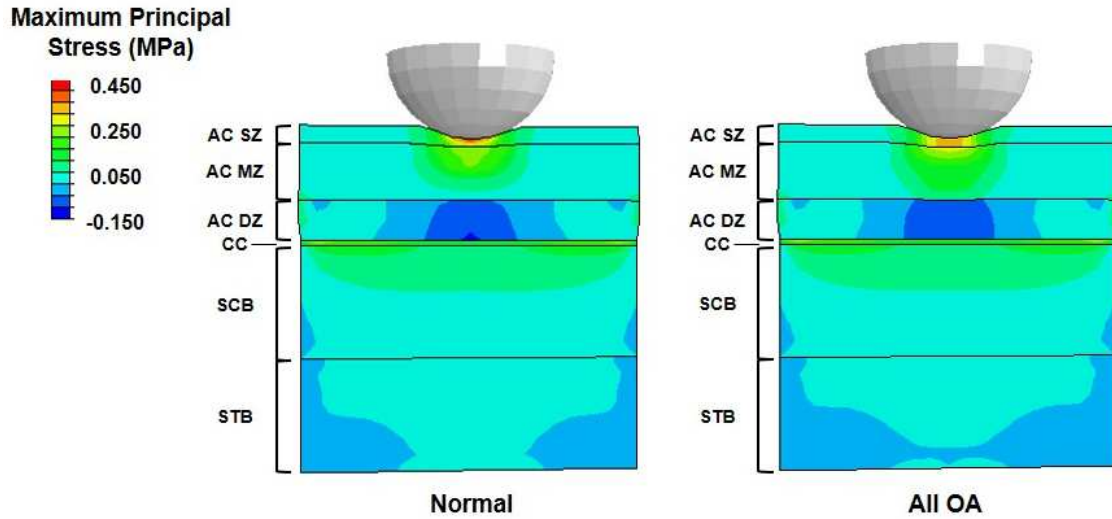 Maximum Principal
Stress (MPa)
0.450
0.250
0.050
-0.150
AC SZ
AC MZ
AC DZ
CC
SCB
STB
Normal
AC SZ
AC MZ
AC DZ
CC
SCB
STB
All OA